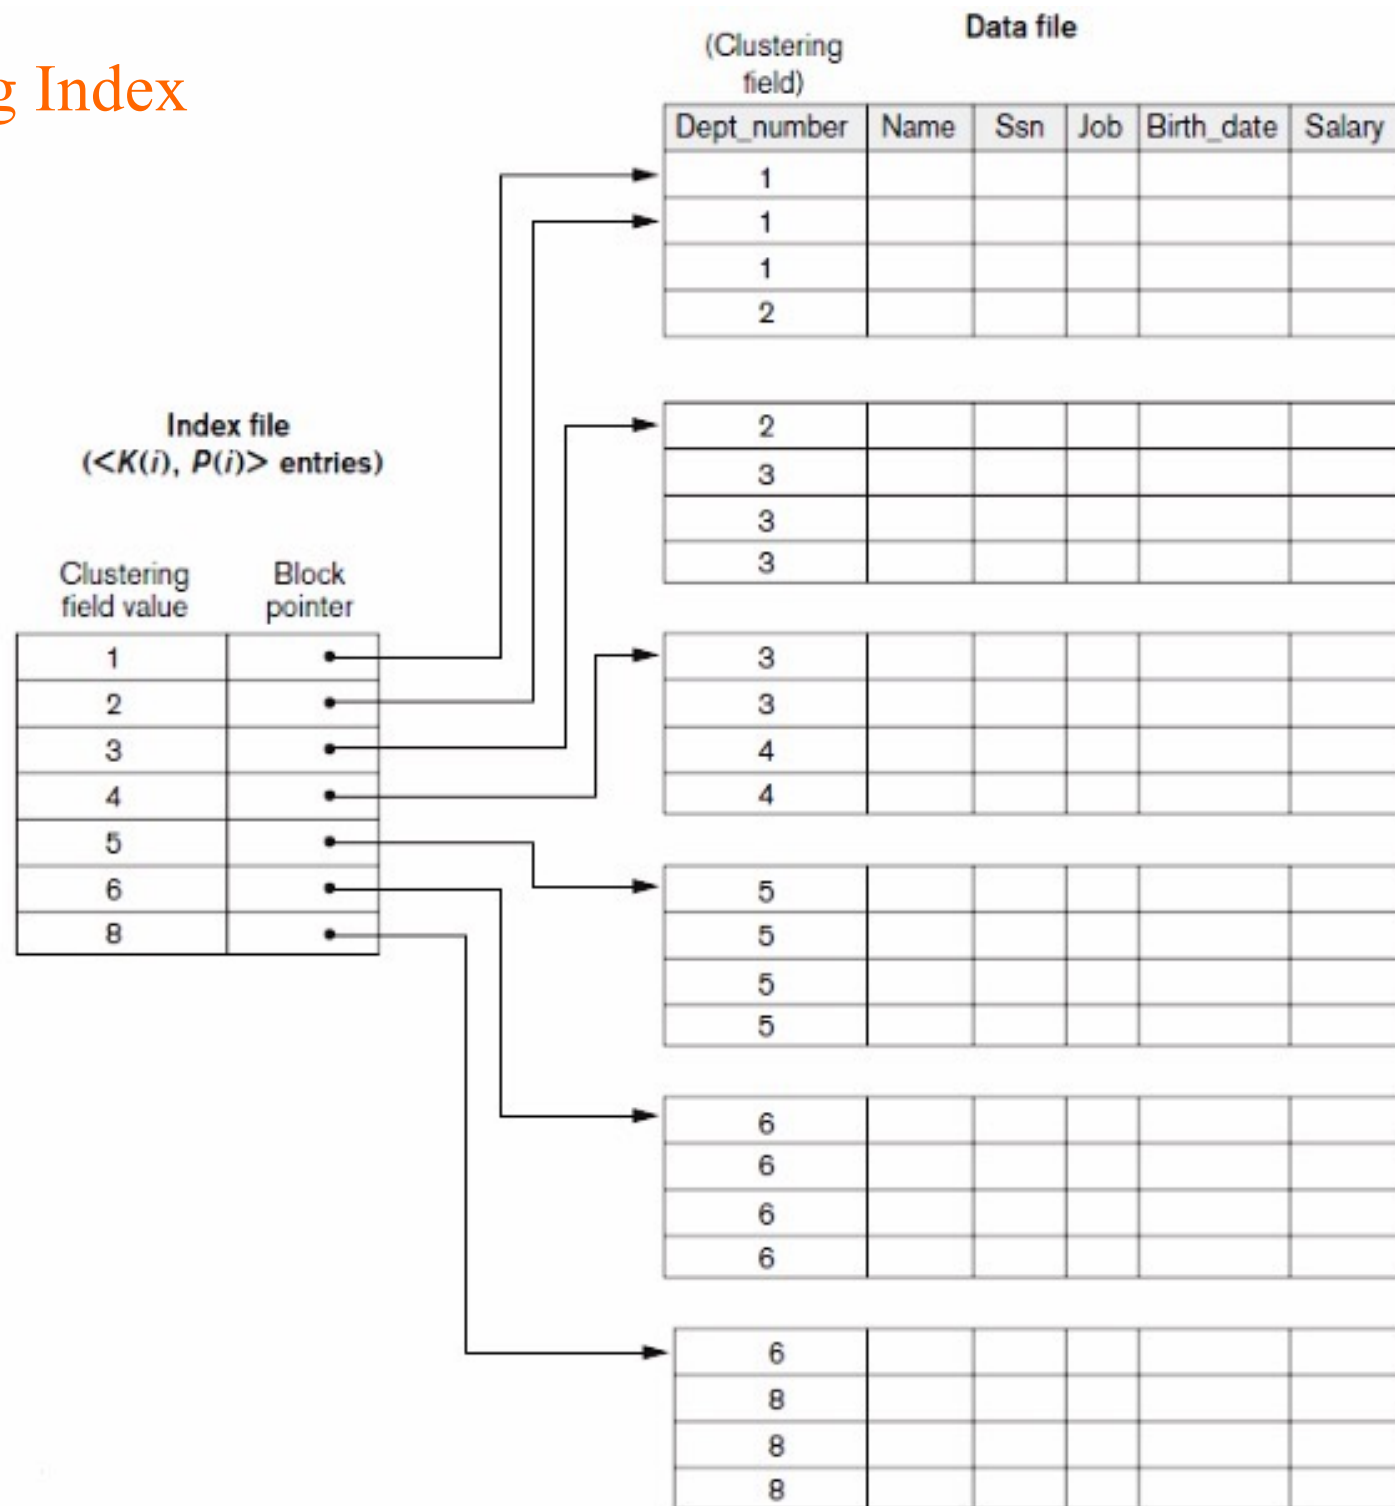 g Index
Data file
(Clustering
field)
Dept_number Name Ssn Job Birth_date Salary
1
1
1
2
2
3
3
3
3
3
4
4
5
5
5
5
6
6
6
6
6
8
8
8
Index file
(<K(i), P(i)> entries)
Clustering
field value
Block
pointer
1
2
3
4
5
6
8